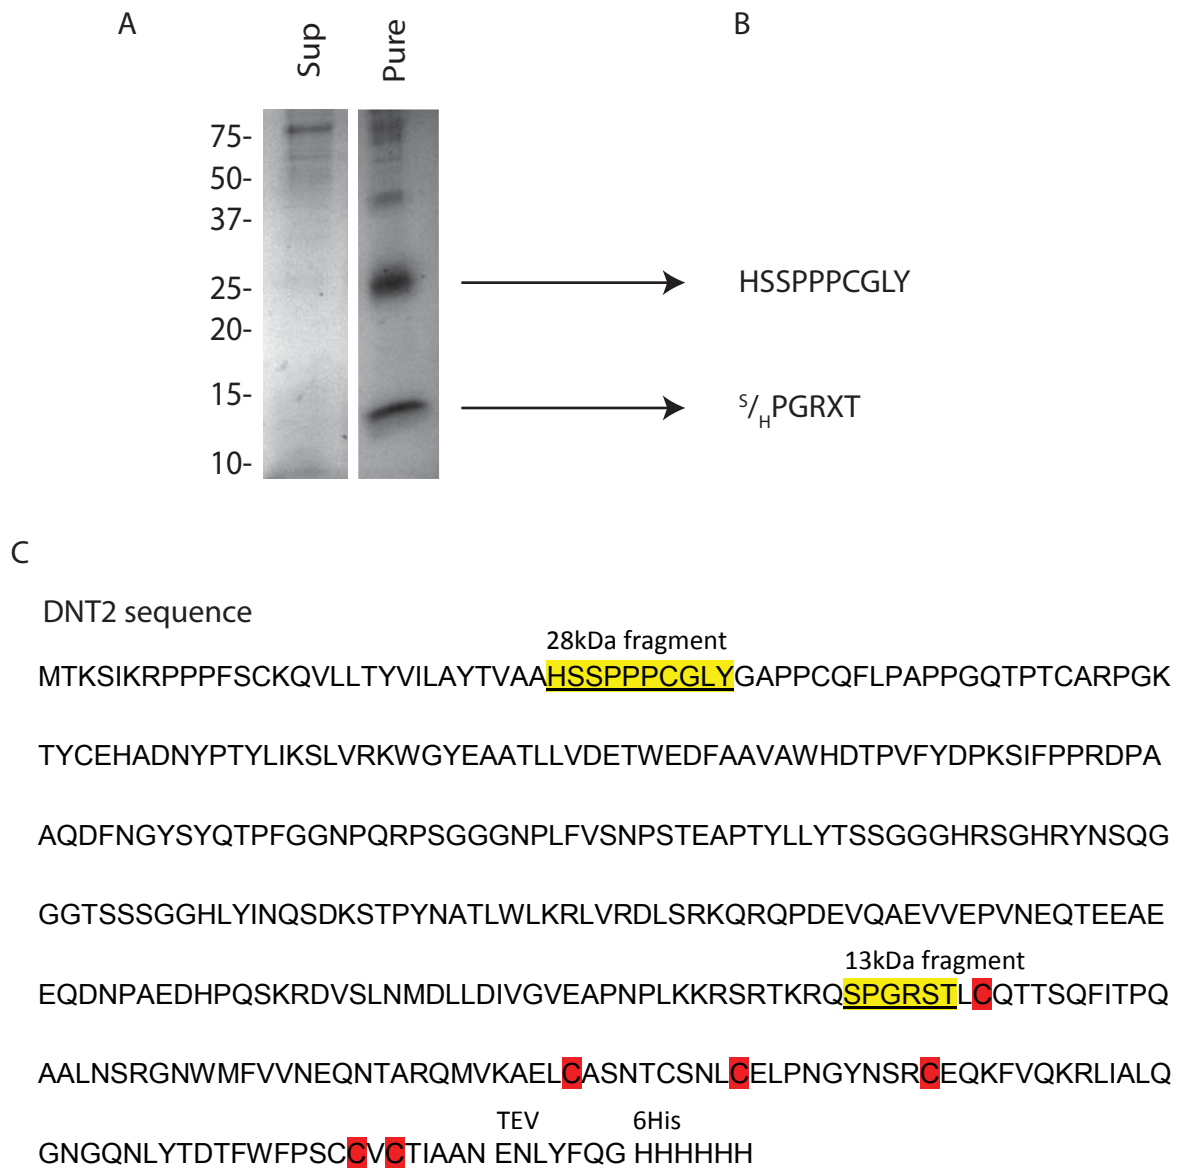 A
B
Sup
Pure
75-
50-
37-
25-
20-
15-
10-
HSSPPPCGLY
S/HPGRXT
C
DNT2 sequence
28kDa fragment
MTKSIKRPPPFSCKQVLLTYVILAYTVAAHSSPPPCGLYGAPPCQFLPAPPGQTPTCARPGK
TYCEHADNYPTYLIKSLVRKWGYEAATLLVDETWEDFAAVAWHDTPVFYDPKSIFPPRDPA
AQDFNGYSYQTPFGGNPQRPSGGGNPLFVSNPSTEAPTYLLYTSSGGGHRSGHRYNSQG
GGTSSSGGHLYINQSDKSTPYNATLWLKRLVRDLSRKQRQPDEVQAEVVEPVNEQTEEAE
13kDa fragment
EQDNPAEDHPQSKRDVSLNMDLLDIVGVEAPNPLKKRSRTKRQSPGRSTLCQTTSQFITPQ
AALNSRGNWMFVVNEQNTARQMVKAELCASNTCSNLCELPNGYNSRCEQKFVQKRLIALQ
TEV 6His
GNGQNLYTDTFWFPSCCVCTIAAN ENLYFQG HHHHHH